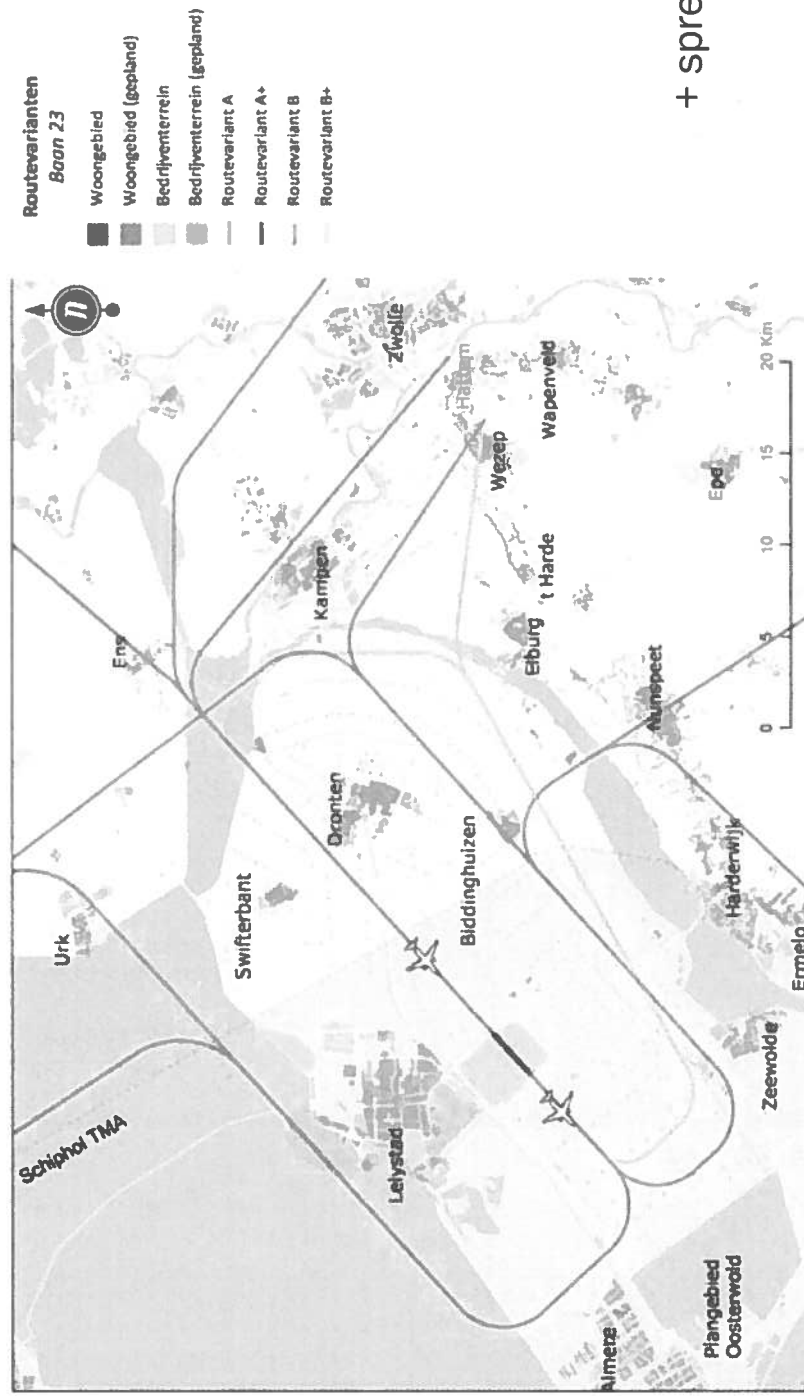 Routevarianten
Baan 23
Woongebied
Woongebied (gepland)
Bedrijventerrein
Bedrijventerrein (gepland)
Routevariant A
Routevariant A+
Routevariant B
Routevariant B+
n
Schiphol TMA
Urk
Ens
Swifterbant
Zwolle
Kampen
Dronten
Lelystad
Hattem
Wezep
Biddinghuizen
't Harde
Wapenveld
Elburg
Almere
Nunspeet
Epe
Zeewolde
Harderwijk
Plangebied
Oosterwold
Ermelo
0 5 10 15 20 Km
+ spre